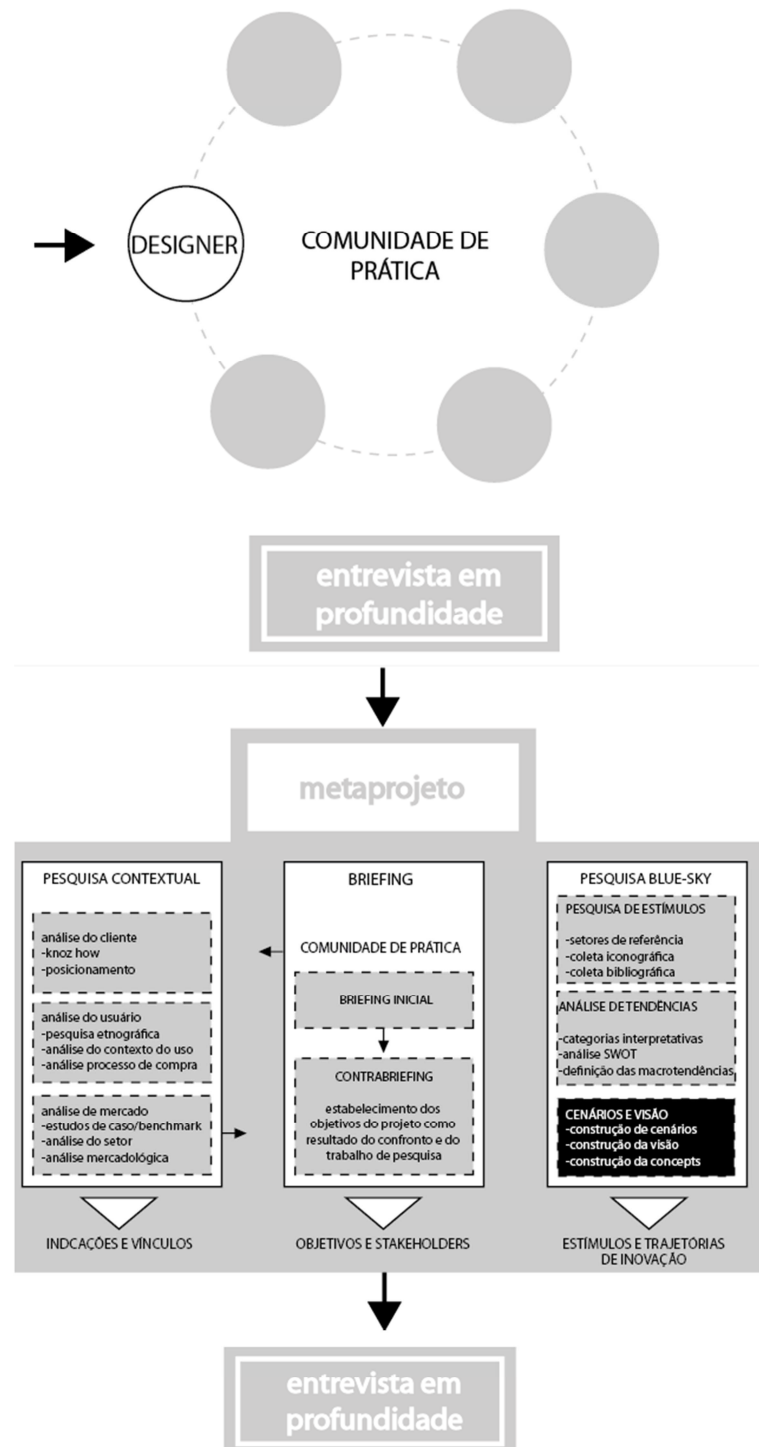 DESIGNER
COMUNIDADE DE
PRÁTICA
entrevista em
profundidade
metaprojeto
PESQUISA CONTEXTUAL
análise do cliente
-knoz how
-posicionamento
análise do usuário
-pesquisa etnográfica
-análise do contexto do uso
-análise processo de compra
análise de mercado
-estudos de caso/benchmark
-análise do setor
-análise mercadológica
INDCAÇÕES E VÍNCULOS
BRIEFING
COMUNIDADE DE PRÁTICA
BRIEFING INICIAL
CONTRABRIEFING
estabelecimento dos
objetivos do projeto como
resultado do confronto e do
trabalho de pesquisa
OBJETIVOS E STAKEHOLDERS
PESQUISA BLUE-SKY
PESQUISA DE ESTÍMULOS
-setores de referência
-coleta iconográfica
-coleta bibliográfica
ANÁLISE DE TENDÊNCIAS
-categorias interpretativas
-análise SWOT
-definição das macrotendências
CENÁRIOS E VISÃO
-construção de cenários
-construção da visão
-construção da concepts
ESTÍMULOS E TRAJETÓRIAS
DE INOVAÇÃO
entrevista em
profundidade